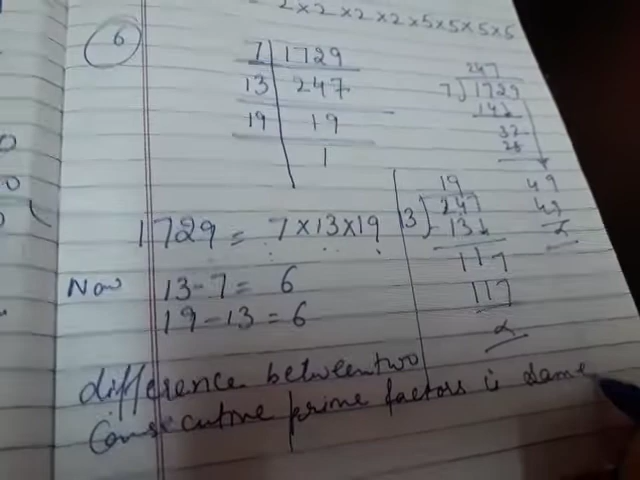 2×2×2×2×5×5×5×5
6
7 | 1729
13 | 247
19 | 19
1
247
7)1729
14↓
32
28
49
49
×
1729 = 7×13×19
19
13)247
13↓
117
117
×
Now 13-7 = 6
19-13 = 6
difference between two
Consecutive prime factors is same